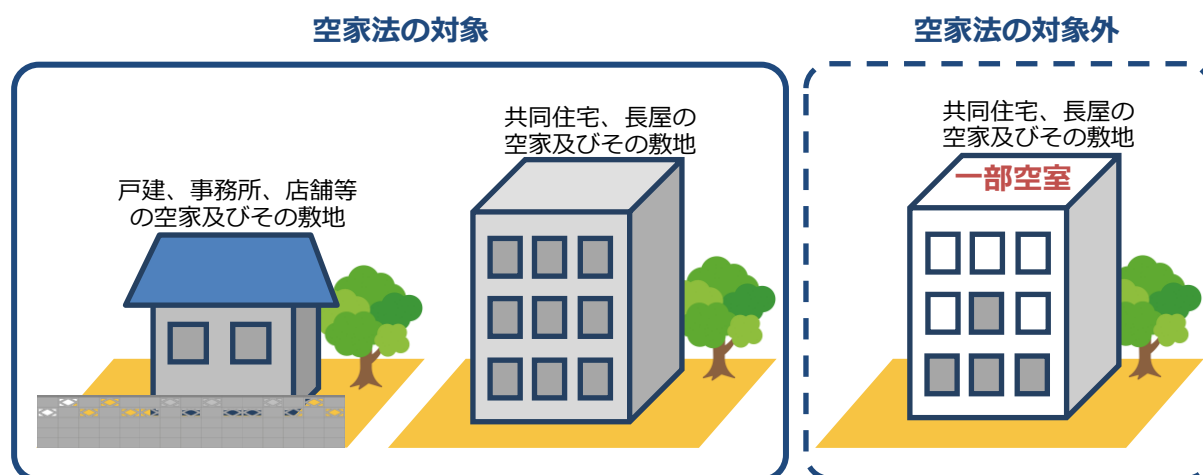 空家法の対象
戸建、事務所、店舗等
の空家及びその敷地
共同住宅、長屋の
空家及びその敷地
空家法の対象外
共同住宅、長屋の
空家及びその敷地
一部空室